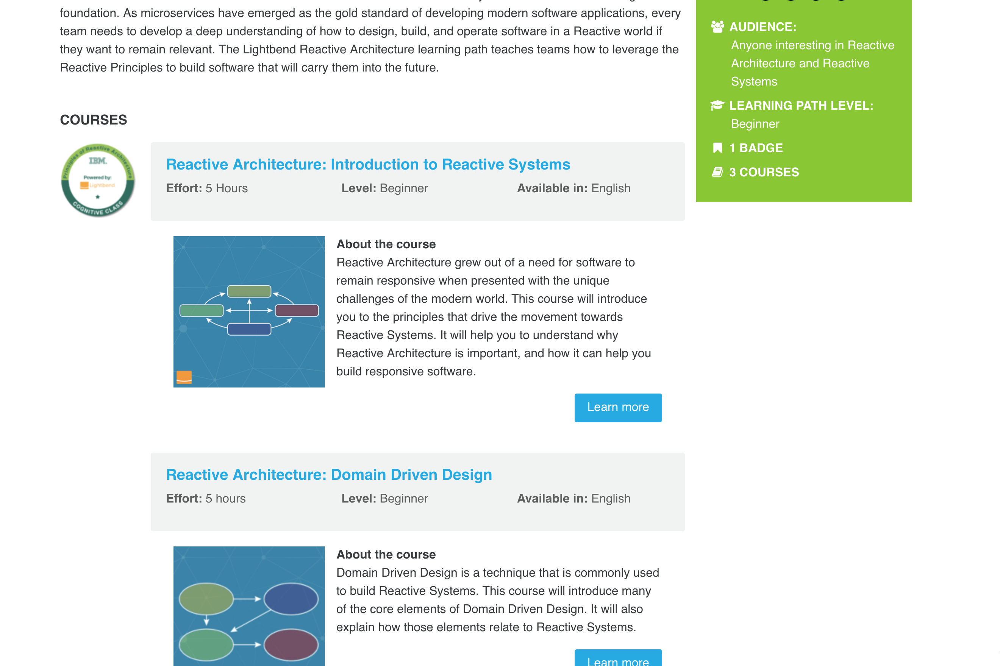 foundation. As microservices have emerged as the gold standard of developing modern software applications, every
team needs to develop a deep understanding of how to design, build, and operate software in a Reactive world if
they want to remain relevant. The Lightbend Reactive Architecture learning path teaches teams how to leverage the
Reactive Principles to build software that will carry them into the future.
COURSES
Principles of Reactive Architecture
IBM.
Powered by:
Lightbend
COGNITIVE CLASS
Reactive Architecture: Introduction to Reactive Systems
Effort: 5 Hours Level: Beginner Available in: English
About the course
Reactive Architecture grew out of a need for software to
remain responsive when presented with the unique
challenges of the modern world. This course will introduce
you to the principles that drive the movement towards
Reactive Systems. It will help you to understand why
Reactive Architecture is important, and how it can help you
build responsive software.
Learn more
Reactive Architecture: Domain Driven Design
Effort: 5 hours Level: Beginner Available in: English
About the course
Domain Driven Design is a technique that is commonly used
to build Reactive Systems. This course will introduce many
of the core elements of Domain Driven Design. It will also
explain how those elements relate to Reactive Systems.
Learn more
AUDIENCE:
Anyone interesting in Reactive
Architecture and Reactive
Systems
LEARNING PATH LEVEL:
Beginner
1 BADGE
3 COURSES